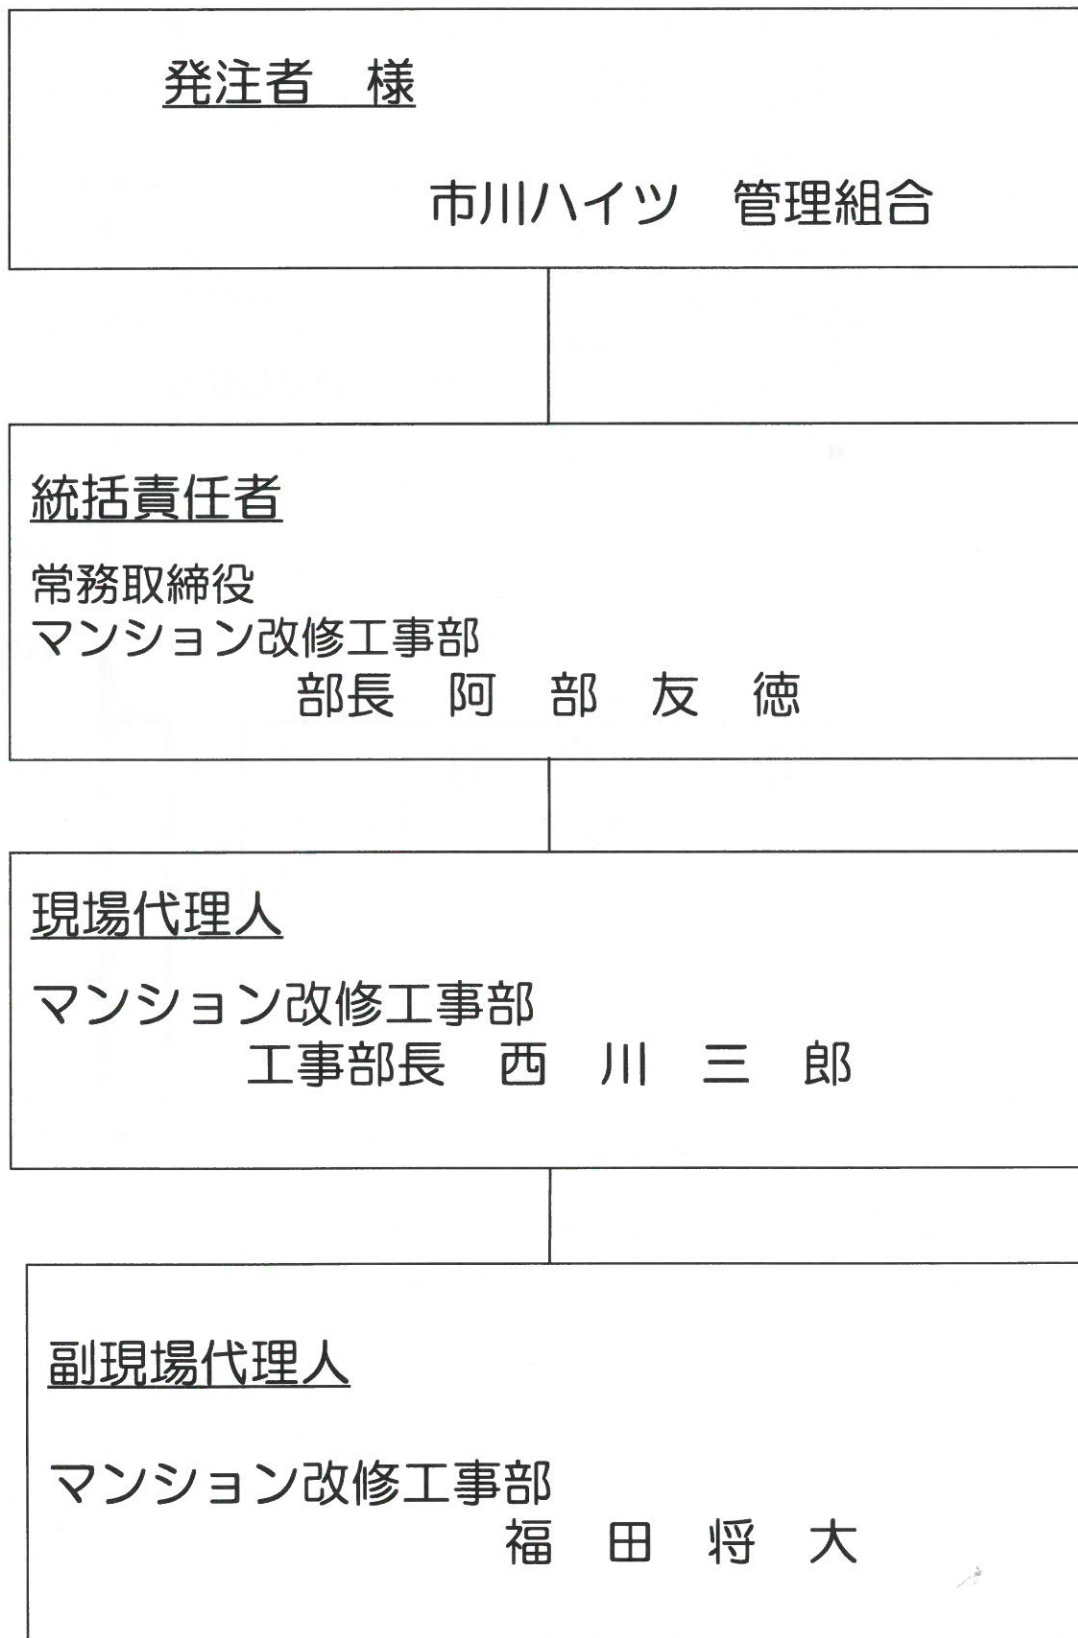 発注者　様
市川ハイツ　管理組合
統括責任者
常務取締役
マンション改修工事部
部長　阿　部　友　徳
現場代理人
マンション改修工事部
工事部長　西　川　三　郎
副現場代理人
マンション改修工事部
福　田　将　大